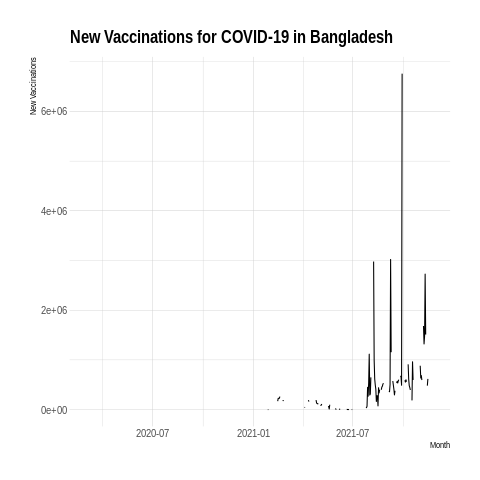 New Vaccinations for COVID-19 in Bangladesh
New Vaccinations
6e+06
4e+06
2e+06
0e+00
2020-07 2021-01 2021-07
Month